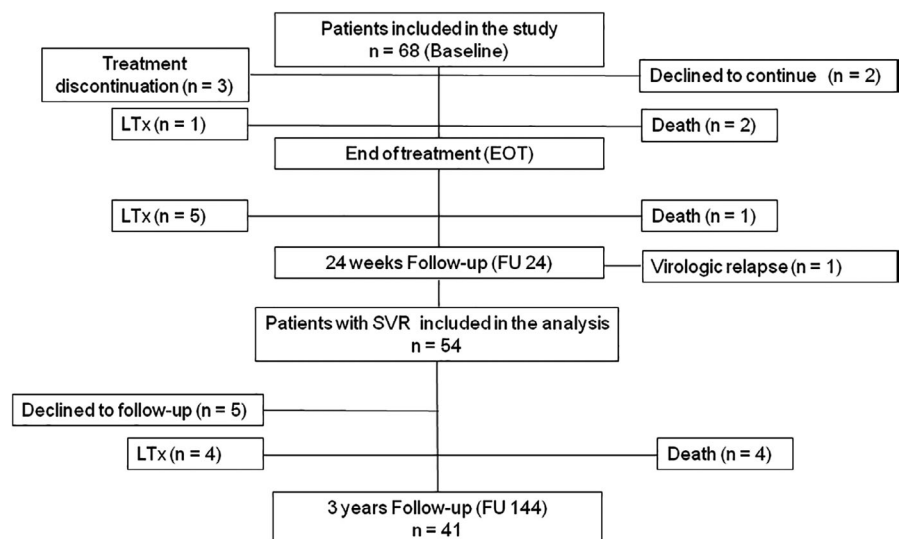 Patients included in the study
n = 68 (Baseline)
Treatment
discontinuation (n = 3)
Declined to continue (n = 2)
LTx (n = 1)
Death (n = 2)
End of treatment (EOT)
LTx (n = 5)
Death (n = 1)
24 weeks Follow-up (FU 24)
Virologic relapse (n = 1)
Patients with SVR included in the analysis
n = 54
Declined to follow-up (n = 5)
LTx (n = 4)
Death (n = 4)
3 years Follow-up (FU 144)
n = 41